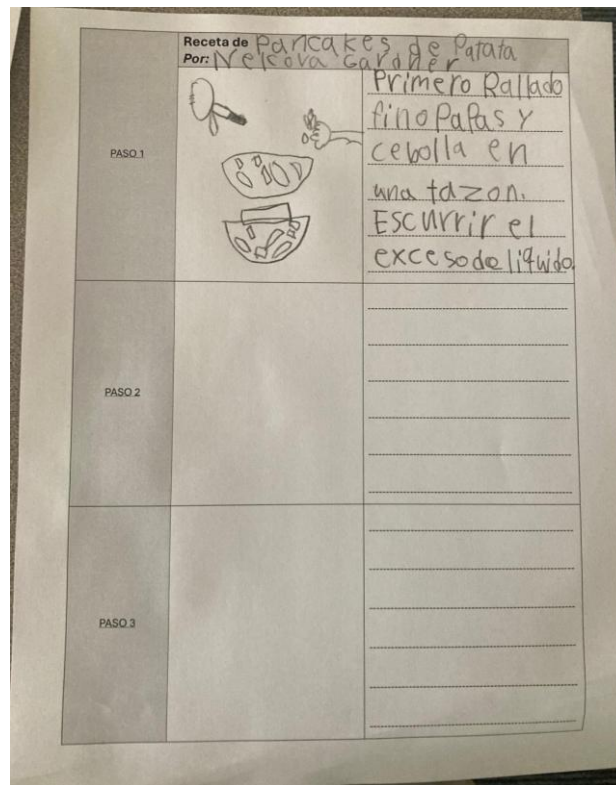 Receta de Pancakes de Patata
Por: Nelcova Gardner
PASO 1
Primero Rallado
fino Papas y
cebolla en
una tazon.
Escurrir el
exceso de liquido.
PASO 2
PASO 3